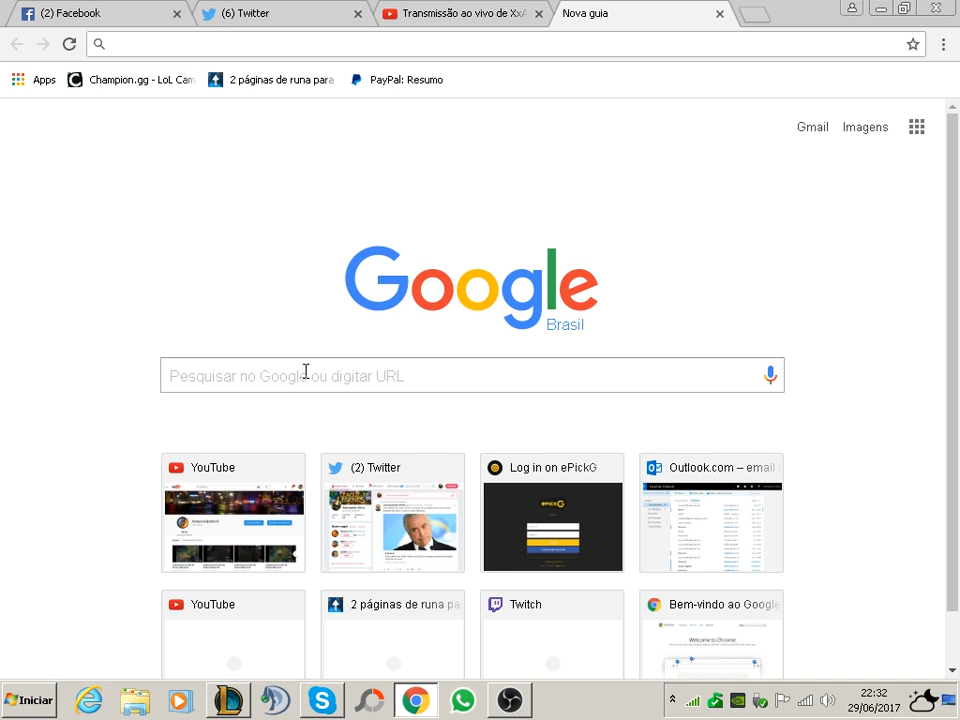 (2) Facebook
(6) Twitter
Transmissão ao vivo de XxA
Nova guia
Apps
Champion.gg - LoL Cam
2 páginas de runa para
PayPal: Resumo
Gmail
Imagens
Google
Brasil
Pesquisar no Google ou digitar URL
YouTube
(2) Twitter
Log in on ePickG
Outlook.com – email
YouTube
2 páginas de runa pa
Twitch
Bem-vindo ao Google
Welcome to Chrome
Iniciar
22:32
29/06/2017